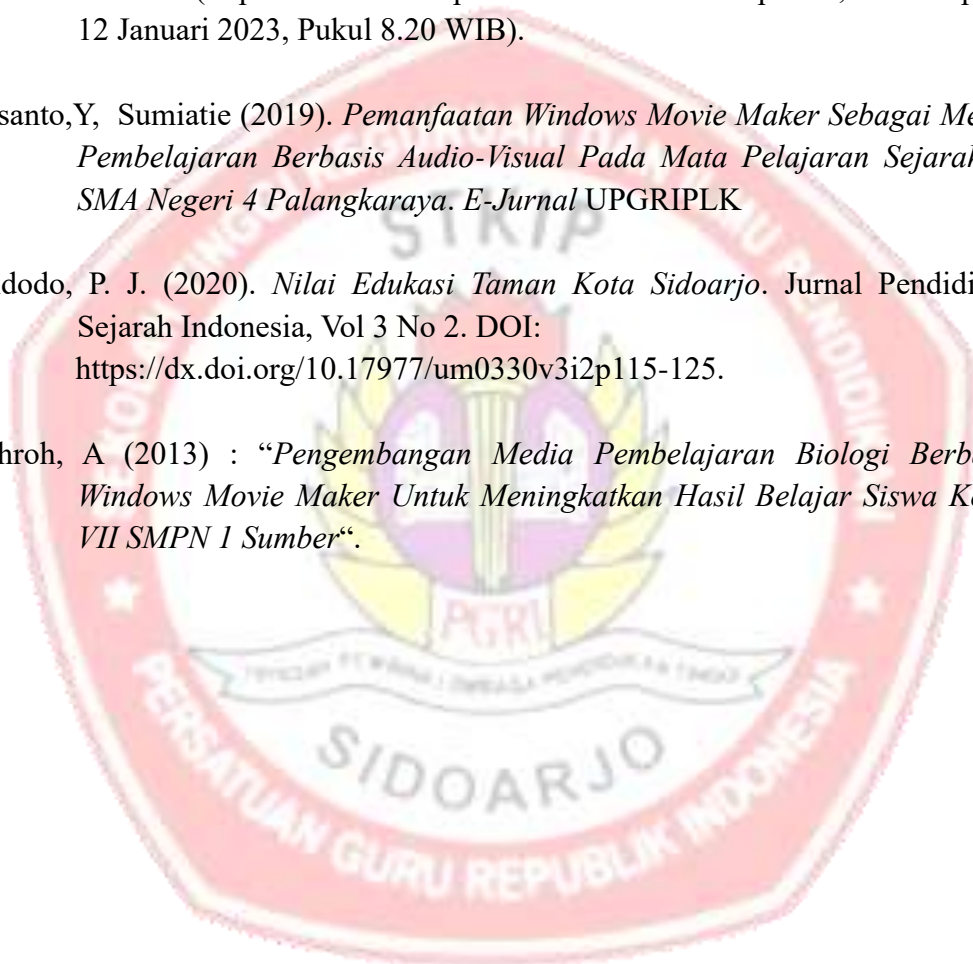 12 Januari 2023, Pukul 8.20 WIB).
santo,Y, Sumiatie (2019). Pemanfaatan Windows Movie Maker Sebagai Me
Pembelajaran Berbasis Audio-Visual Pada Mata Pelajaran Sejarah
SMA Negeri 4 Palangkaraya. E-Jurnal UPGRIPLK
dodo, P. J. (2020). Nilai Edukasi Taman Kota Sidoarjo. Jurnal Pendidi
Sejarah Indonesia, Vol 3 No 2. DOI:
https://dx.doi.org/10.17977/um0330v3i2p115-125.
hroh, A (2013) : “Pengembangan Media Pembelajaran Biologi Berba
Windows Movie Maker Untuk Meningkatkan Hasil Belajar Siswa Ke
VII SMPN 1 Sumber“.
STKIP
PGRI
SIDOARJO
PERSATUAN GURU REPUBLIK INDONESIA